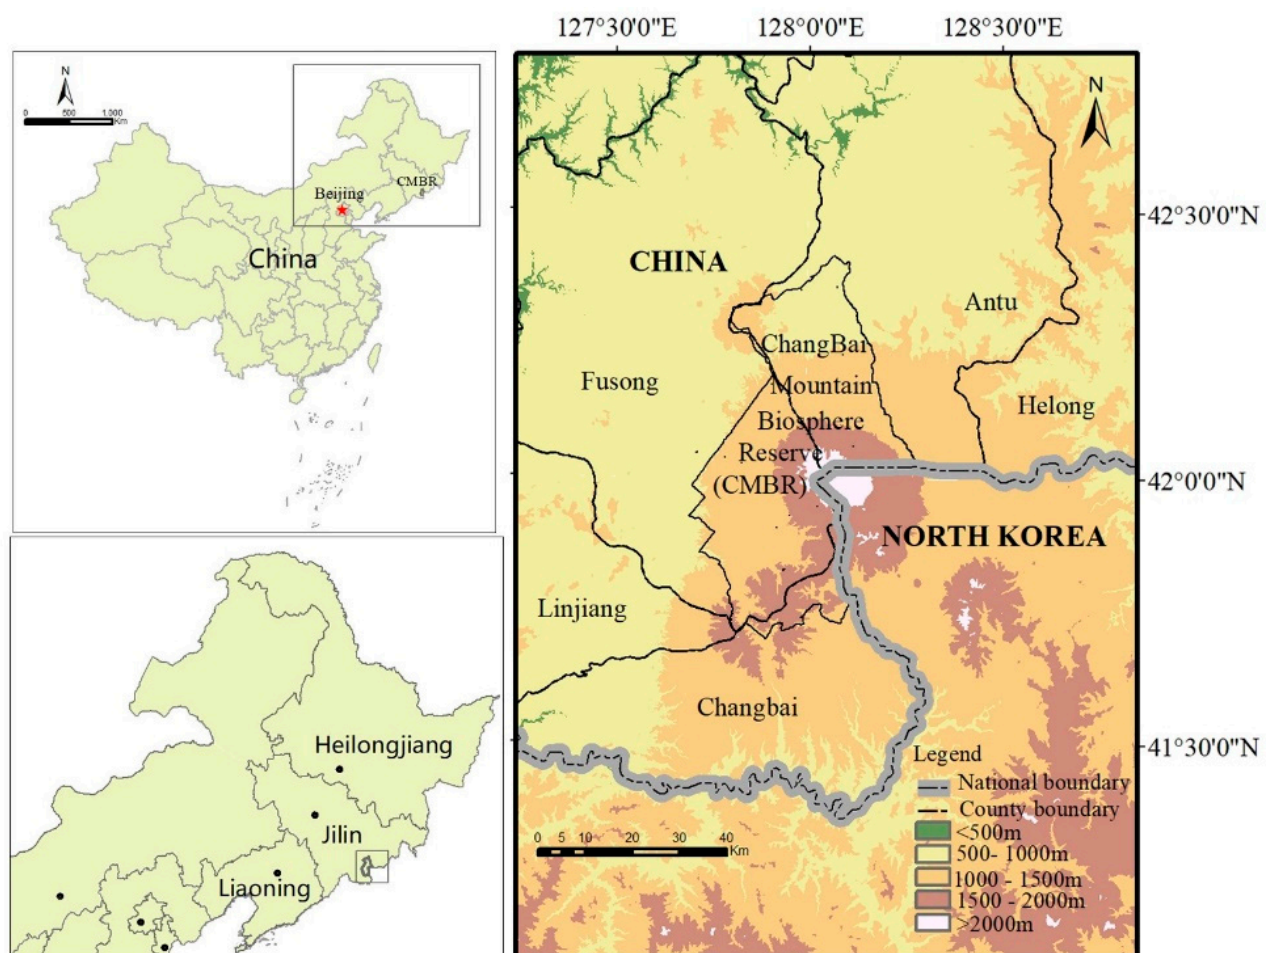 N
0 500 1,000
Km
Beijing
CMBR
China
Heilongjiang
Jilin
Liaoning
127°30'0"E 128°0'0"E 128°30'0"E
N
42°30'0"N
CHINA
Antu
ChangBai
Fusong
Mountain
Helong
Biosphere
Reserve
(CMBR)
42°0'0"N
NORTH KOREA
Linjiang
Changbai
41°30'0"N
Legend
National boundary
County boundary
<500m
500- 1000m
1000 - 1500m
1500 - 2000m
>2000m
0 5 10 20 30 40
Km